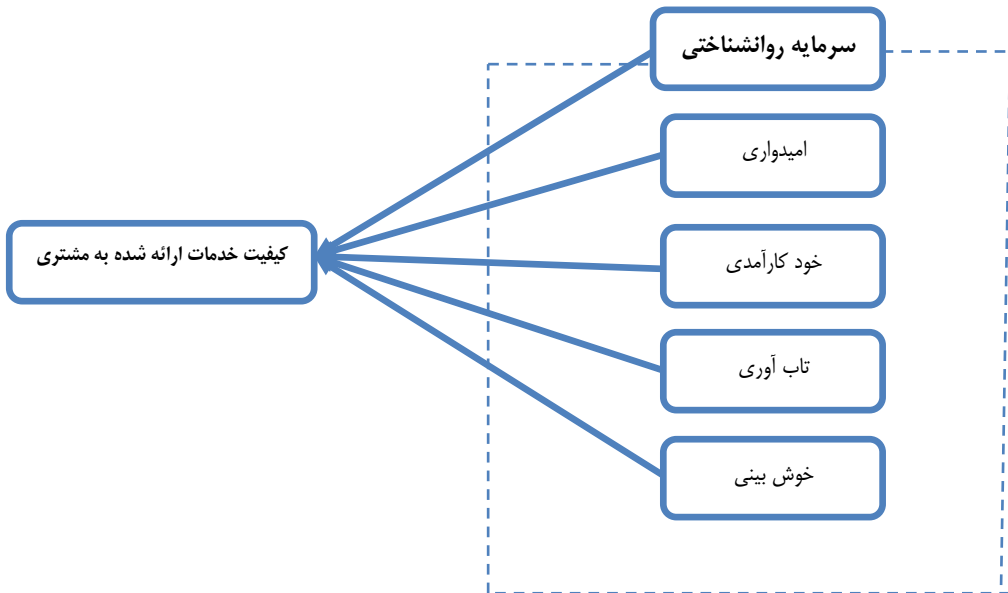 سرمایه روانشناختی
امیدواری
کیفیت خدمات ارائه شده به مشتری
خود کارآمدی
تاب آوری
خوش بینی